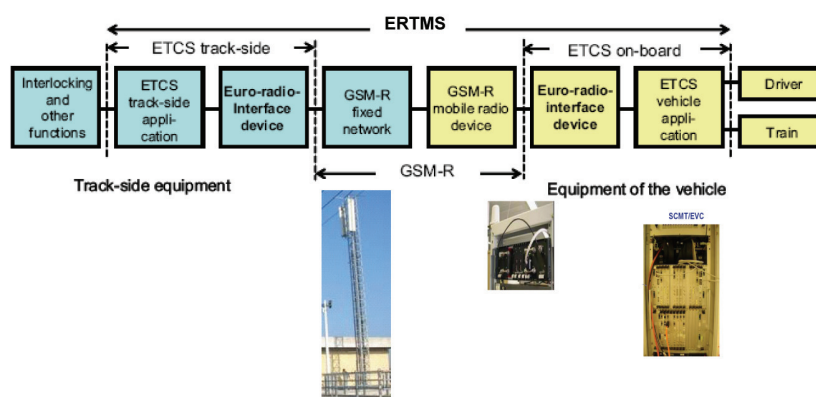 ERTMS
ETCS track-side
ETCS on-board
Interlocking
and
other
functions
ETCS
track-side
appli-
cation
Euro-radio-
Interface
device
GSM-R
fixed
network
GSM-R
mobile radio
device
Euro-radio-
interface
device
ETCS
vehicle
appli-
cation
Driver
Train
GSM-R
Track-side equipment
Equipment of the vehicle
SCMT/EVC